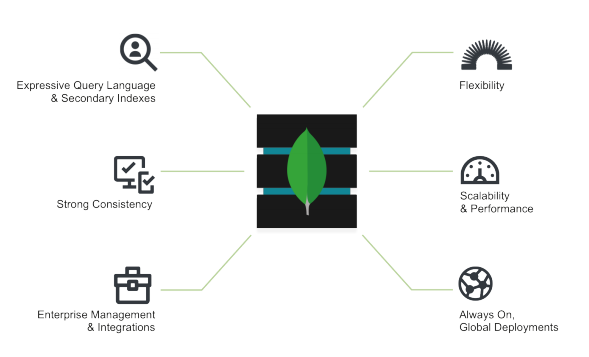 Expressive Query Language
& Secondary Indexes
Strong Consistency
Enterprise Management
& Integrations
Flexibility
Scalability
& Performance
Always On,
Global Deployments